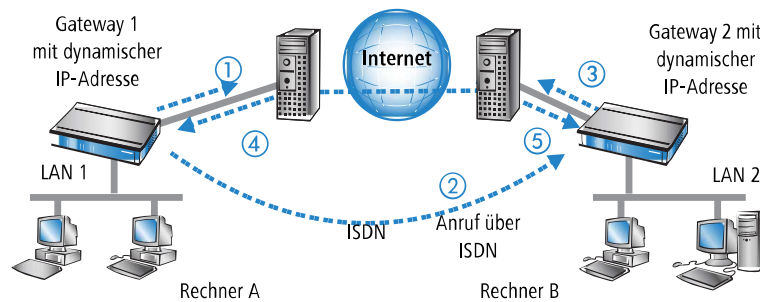 Gateway 1
mit dynamischer
IP-Adresse
1
Internet
3
Gateway 2 mit
dynamischer
IP-Adresse
4
5
LAN 1
2
LAN 2
ISDN
Anruf über
ISDN
Rechner A
Rechner B